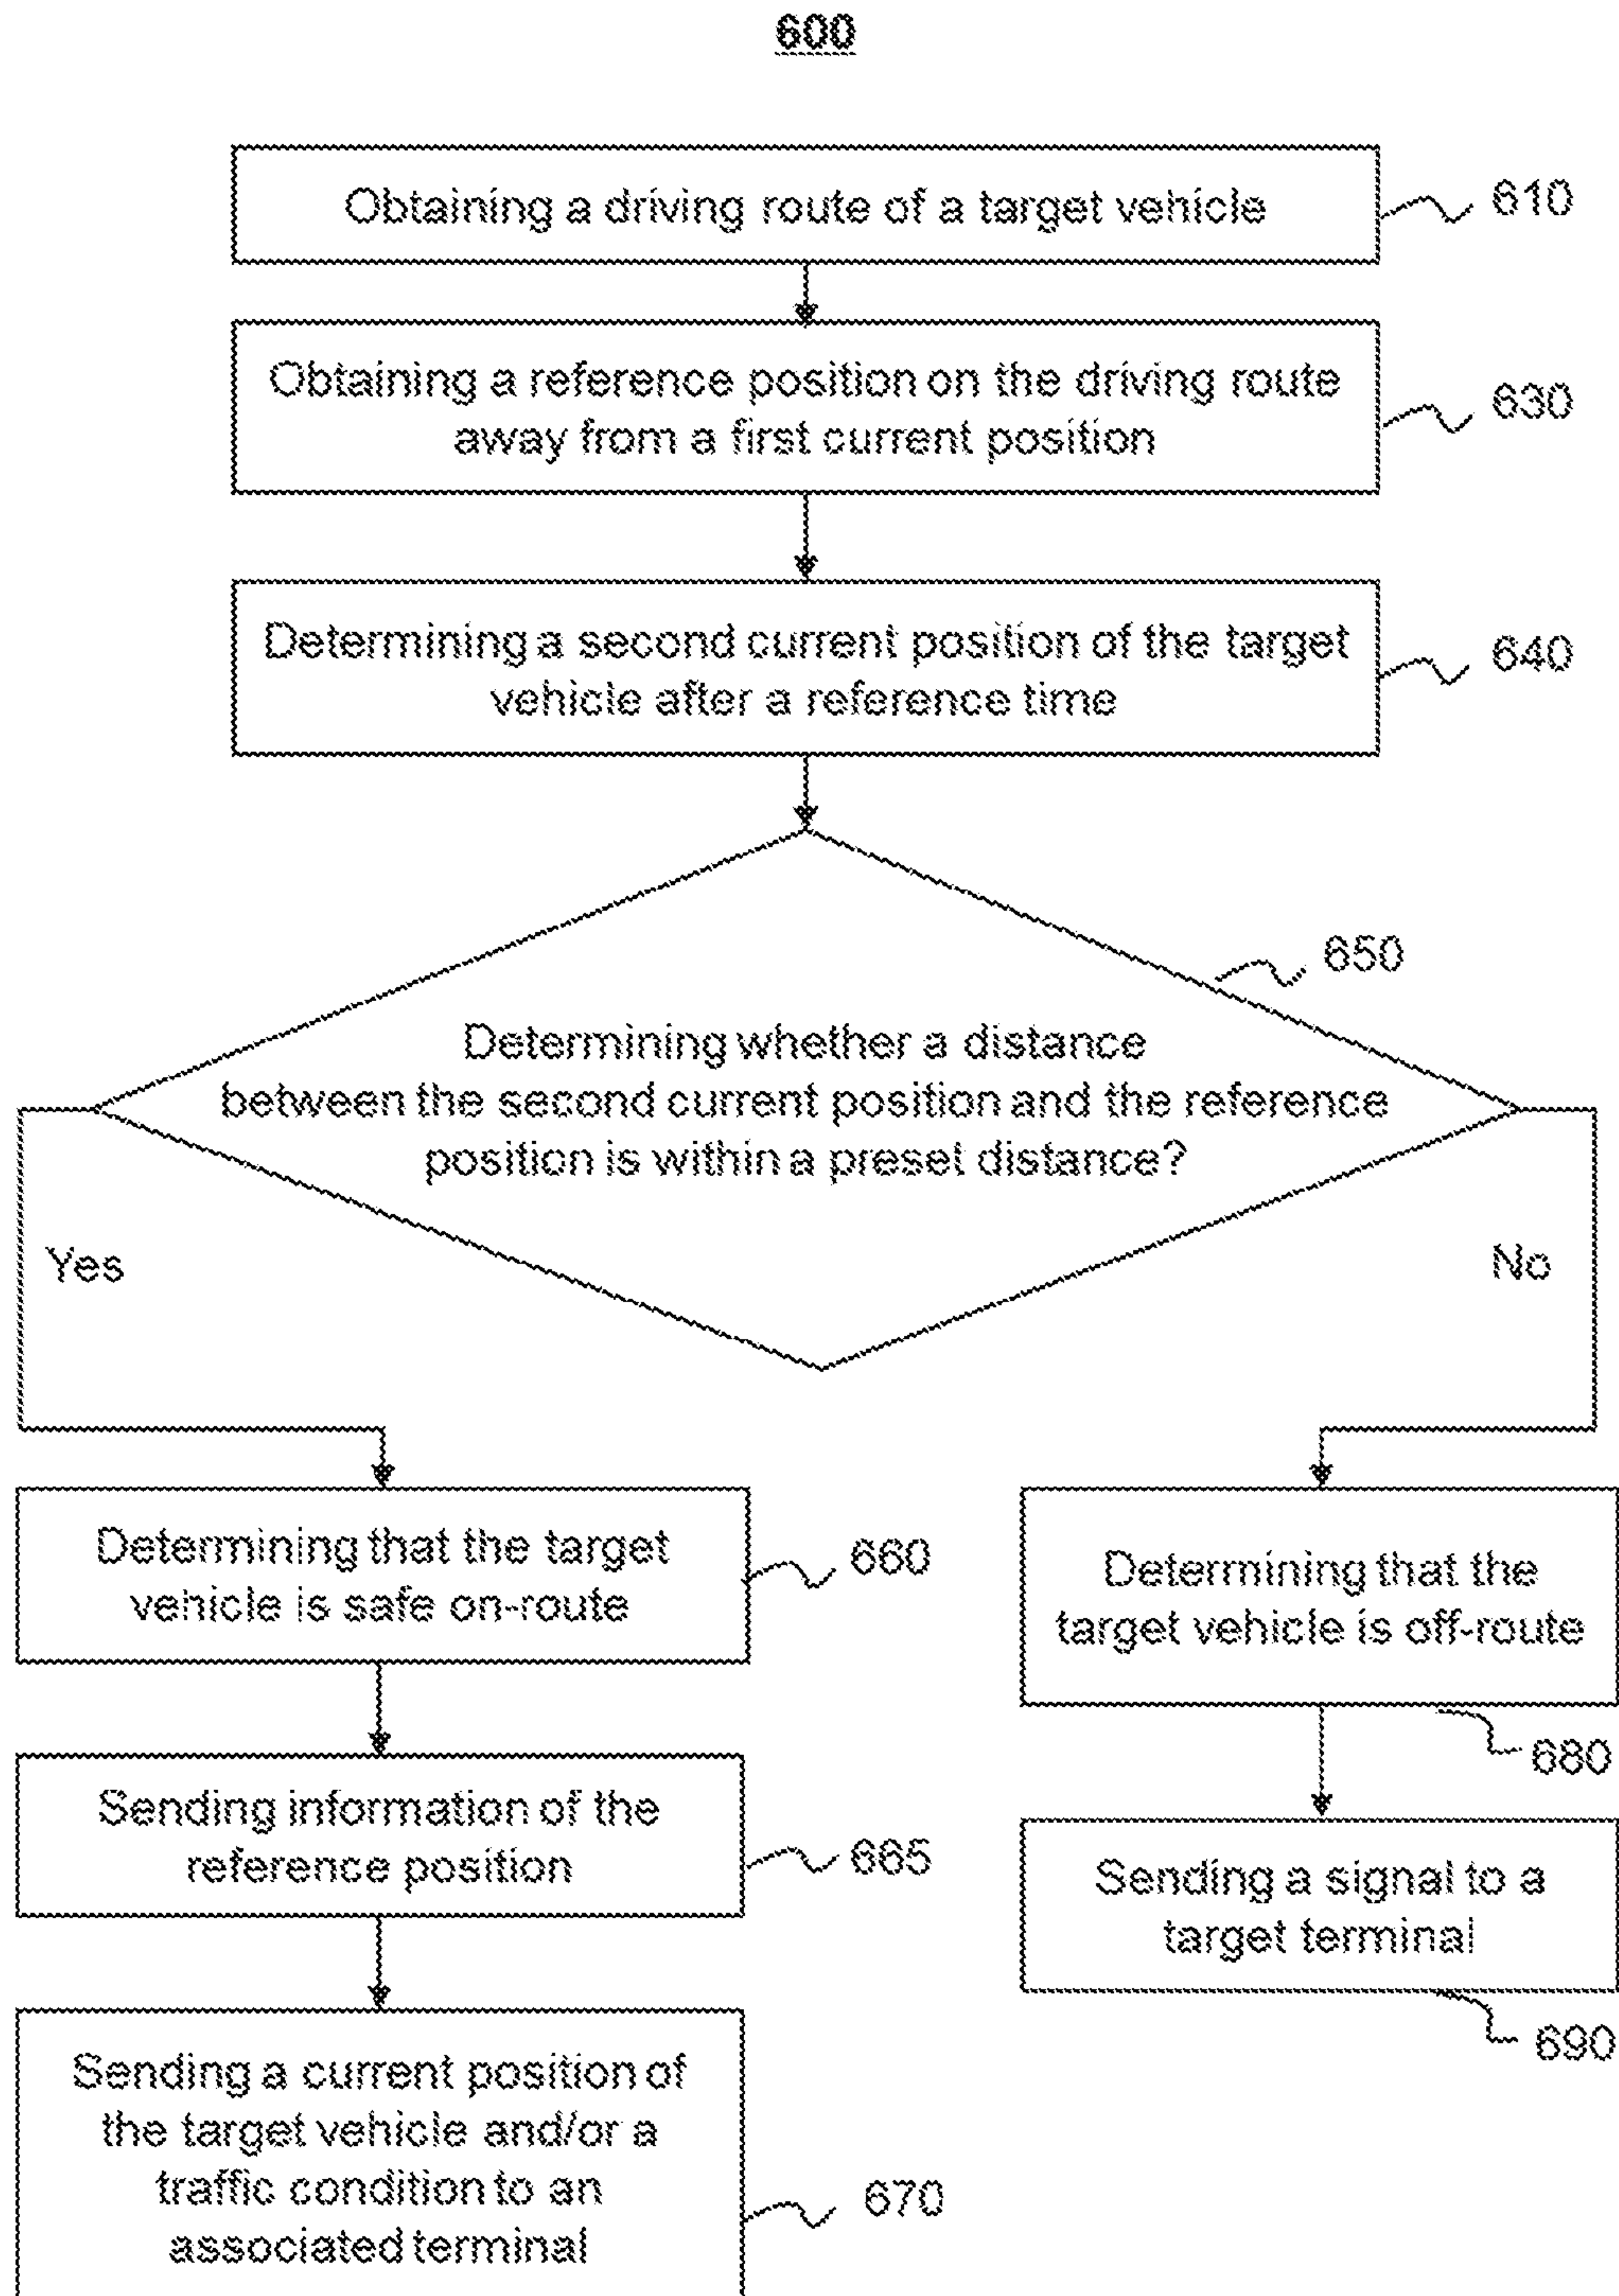 600
Obtaining a driving route of a target vehicle
610
Obtaining a reference position on the driving route
away from a first current position
630
Determining a second current position of the target
vehicle after a reference time
640
650
Determining whether a distance
between the second current position and the reference
position is within a preset distance?
Yes
No
Determining that the target
vehicle is safe on-route
660
Determining that the
target vehicle is off-route
680
Sending information of the
reference position
665
Sending a signal to a
target terminal
690
Sending a current position of
the target vehicle and/or a
traffic condition to an
associated terminal
670